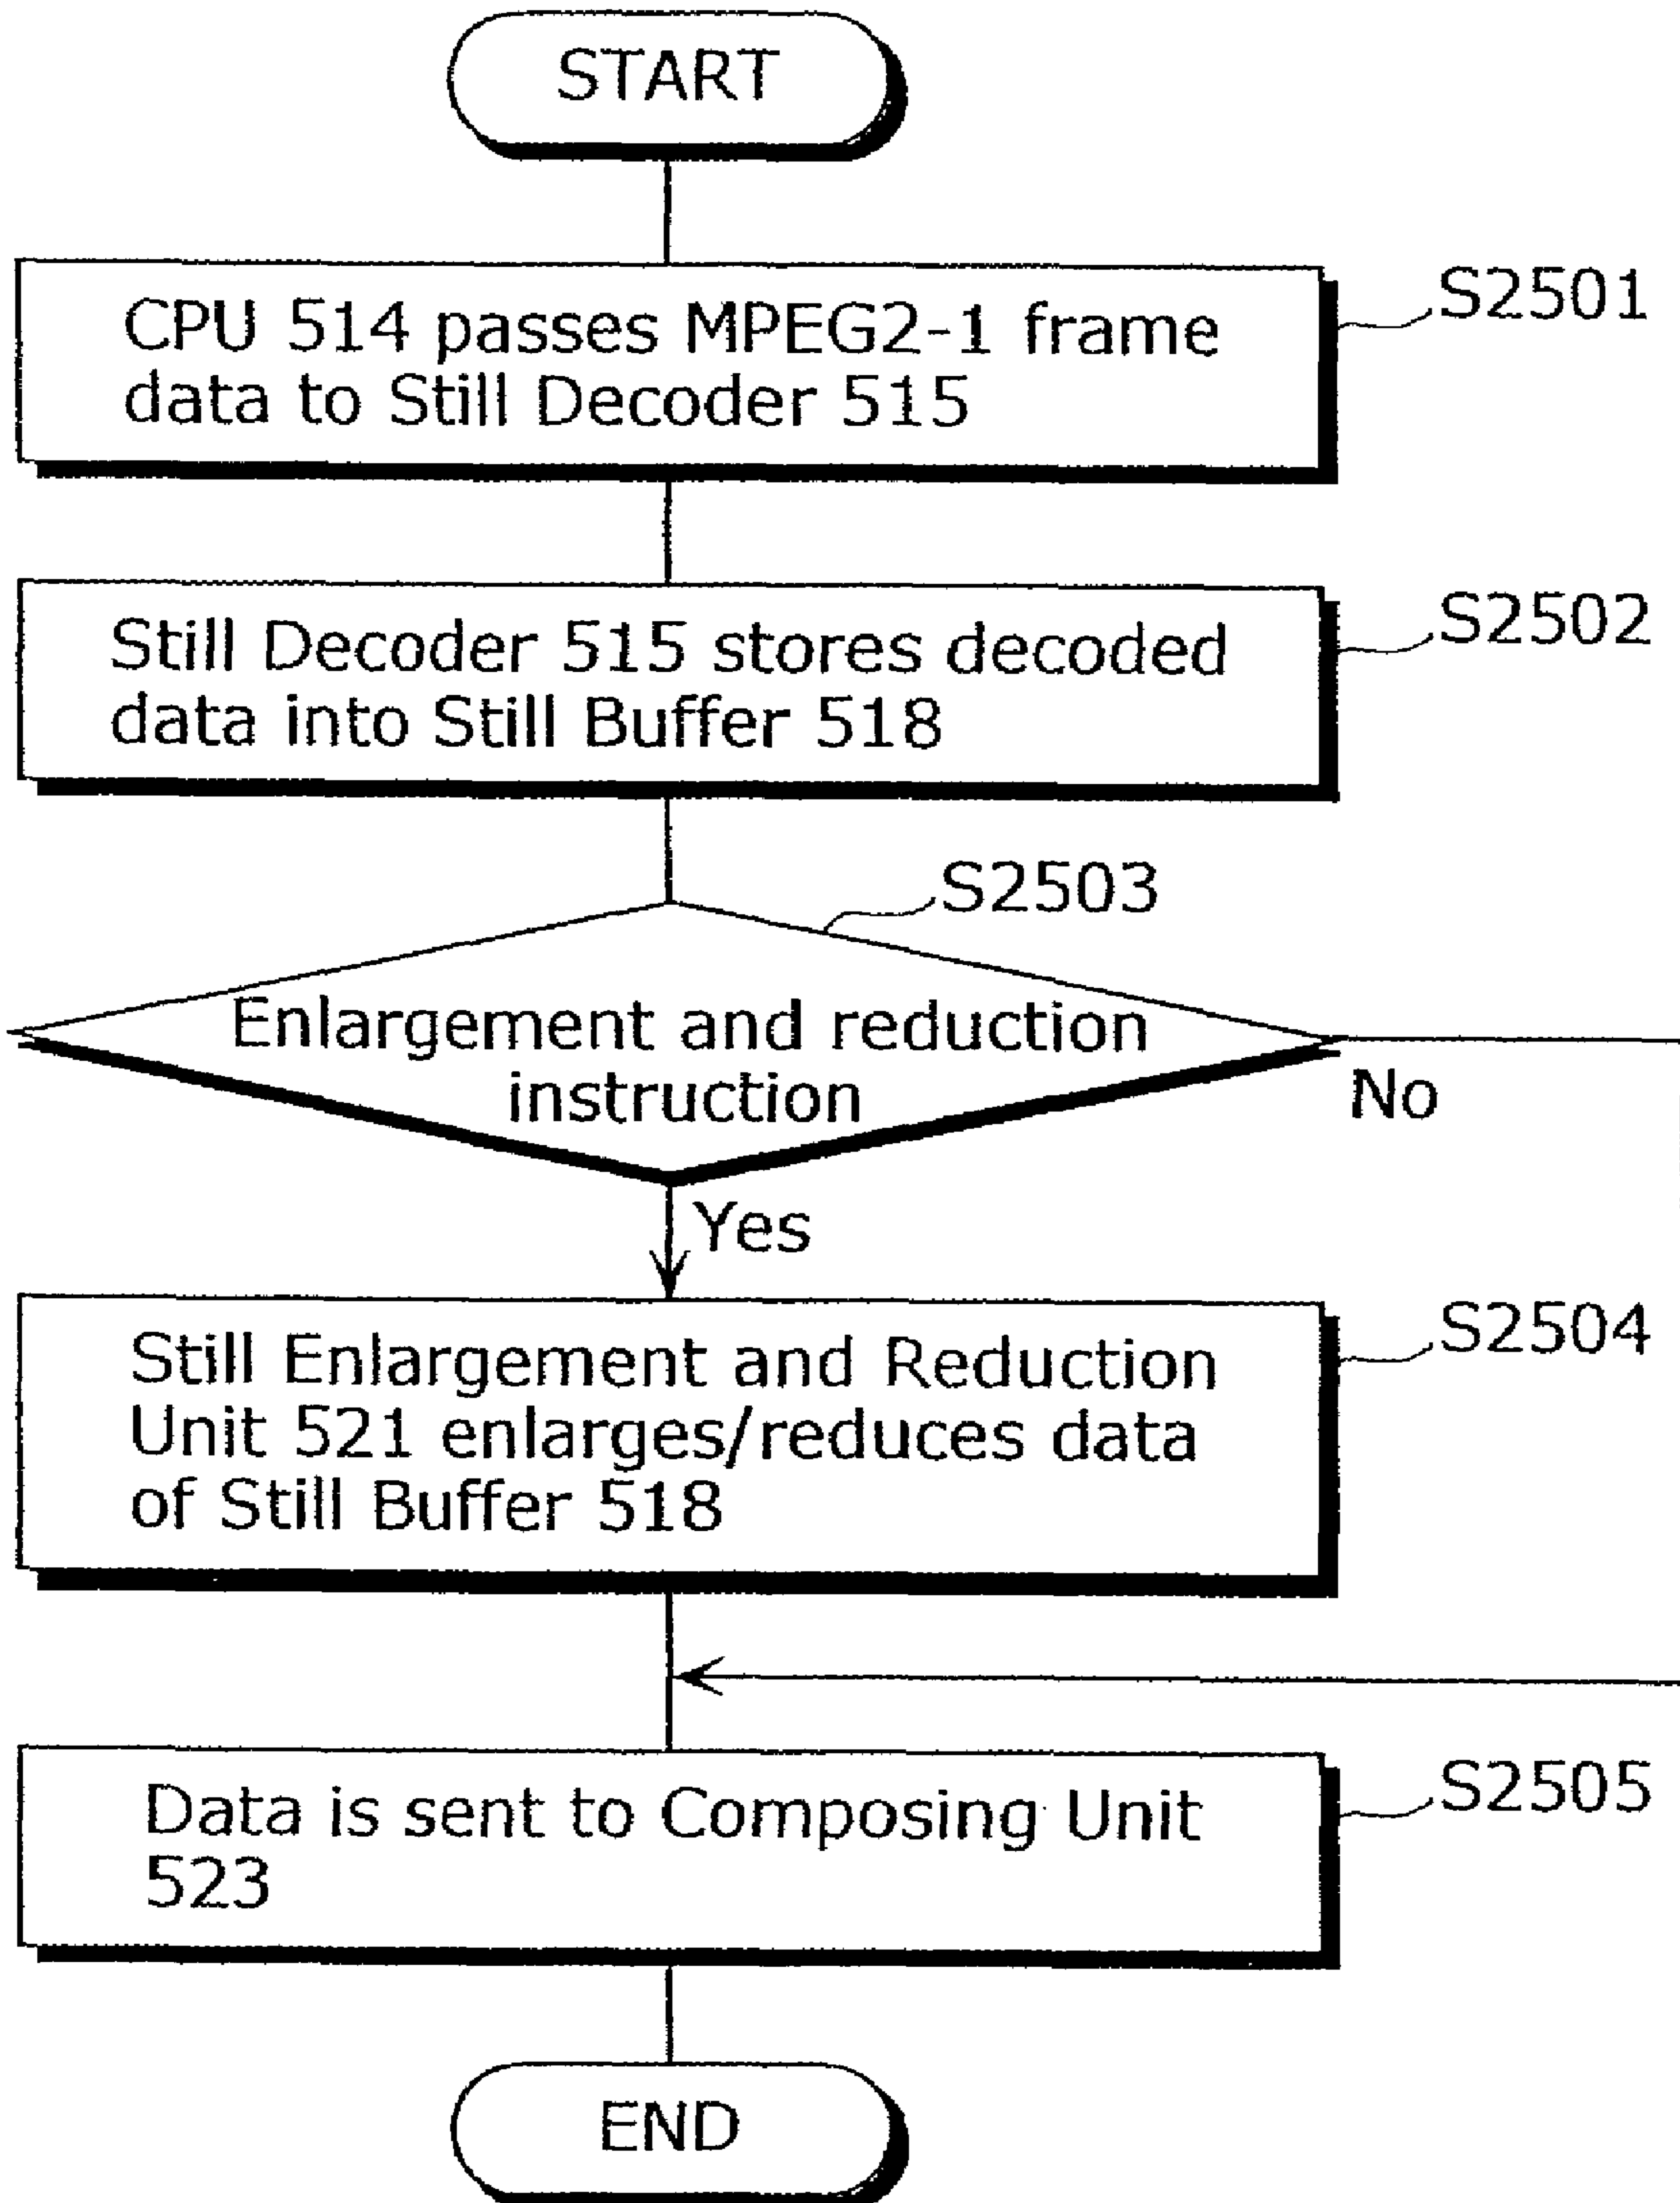 START
S2501
CPU 514 passes MPEG2-1 frame
data to Still Decoder 515
S2502
Still Decoder 515 stores decoded
data into Still Buffer 518
S2503
Enlargement and reduction
instruction
No
Yes
S2504
Still Enlargement and Reduction
Unit 521 enlarges/reduces data
of Still Buffer 518
S2505
Data is sent to Composing Unit
523
END